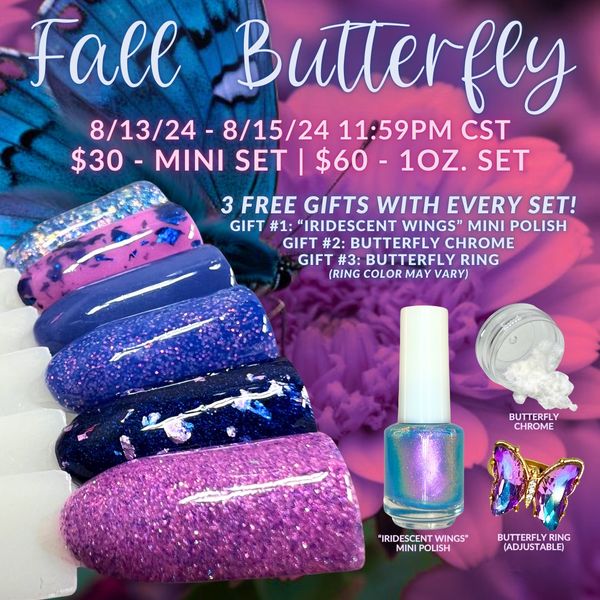 Fall Butterfly
8/13/24 - 8/15/24 11:59PM CST
$30 - MINI SET | $60 - 1OZ. SET
3 FREE GIFTS WITH EVERY SET!
GIFT #1: "IRIDESCENT WINGS" MINI POLISH
GIFT #2: BUTTERFLY CHROME
GIFT #3: BUTTERFLY RING
(RING COLOR MAY VARY)
BUTTERFLY
CHROME
"IRIDESCENT WINGS"
MINI POLISH
BUTTERFLY RING
(ADJUSTABLE)